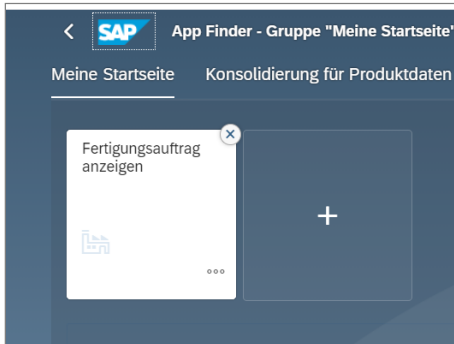 SAP App Finder - Gruppe "Meine Startseite"
Meine Startseite Konsolidierung für Produktdaten
Fertigungsauftrag
anzeigen